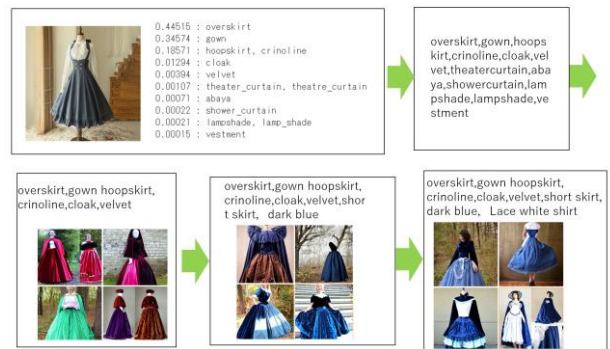 0.44515 : overskirt
0.34574 : gown
0.18571 : hoopskirt, crinoline
0.01294 : cloak
0.00394 : velvet
0.00107 : theater_curtain, theatre_curtain
0.00071 : abaya
0.00022 : shower_curtain
0.00021 : lampshade, lamp_shade
0.00015 : vestment
overskirt,gown,hoops
kirt,crinoline,cloak,vel
vet,theatercurtain,aba
ya,showercurtain,lam
pshade,lampshade,ve
stment
overskirt,gown hoopskirt,
crinoline,cloak,velvet
overskirt,gown hoopskirt,
crinoline,cloak,velvet,shor
t skirt, dark blue
overskirt,gown hoopskirt,
crinoline,cloak,velvet,short skirt,
dark blue, Lace white shirt